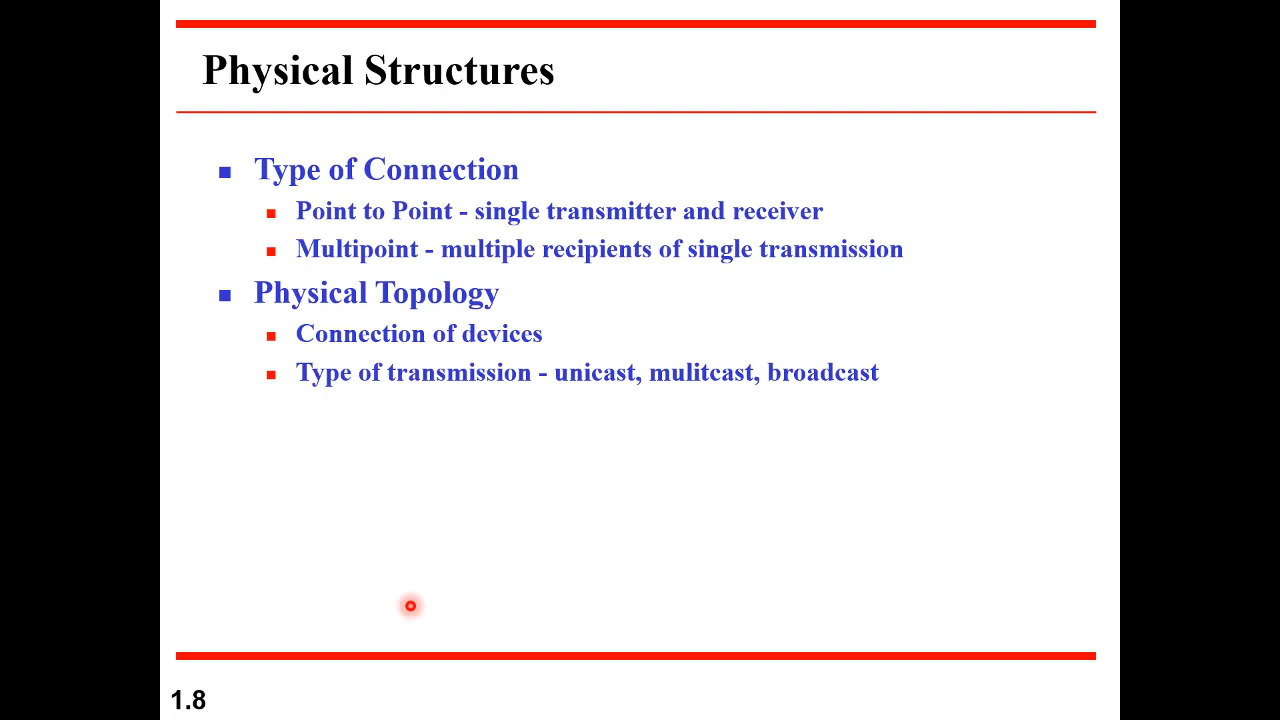 Physical Structures
Type of Connection
Point to Point - single transmitter and receiver
Multipoint - multiple recipients of single transmission
Physical Topology
Connection of devices
Type of transmission - unicast, mulitcast, broadcast
1.8